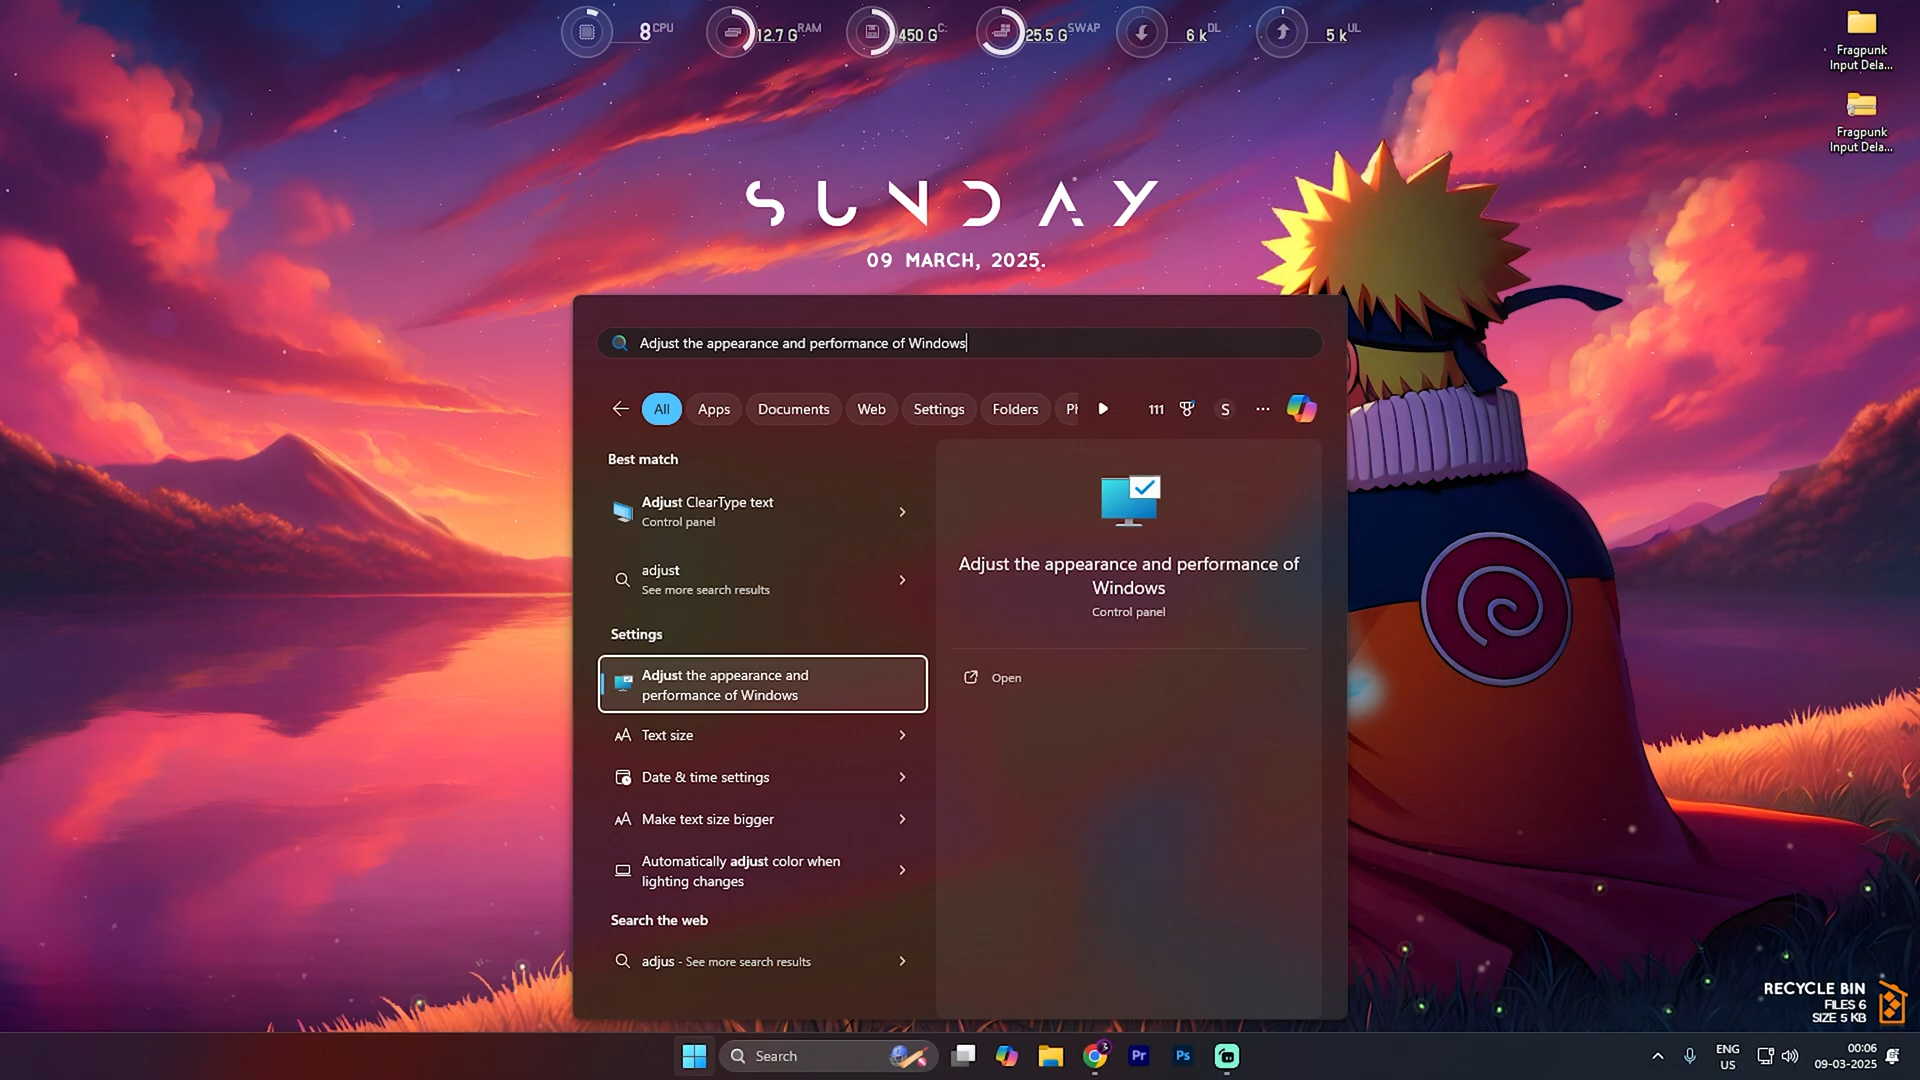 8 CPU
12.7 G RAM
450 G C:
25.5 G SWAP
6 k DL
5 k UL
Fragpunk
Input Dela...
Fragpunk
Input Dela...
SUNDAY
09 MARCH, 2025.
Adjust the appearance and performance of Windows
All
Apps
Documents
Web
Settings
Folders
Ph
111
S
Best match
Adjust ClearType text
Control panel
adjust
See more search results
Settings
Adjust the appearance and
performance of Windows
Text size
Date & time settings
Make text size bigger
Automatically adjust color when
lighting changes
Search the web
adjus - See more search results
Adjust the appearance and performance of
Windows
Control panel
Open
RECYCLE BIN
FILES 6
SIZE 5 KB
Search
3
Pr
Ps
ENG
US
00:06
09-03-2025